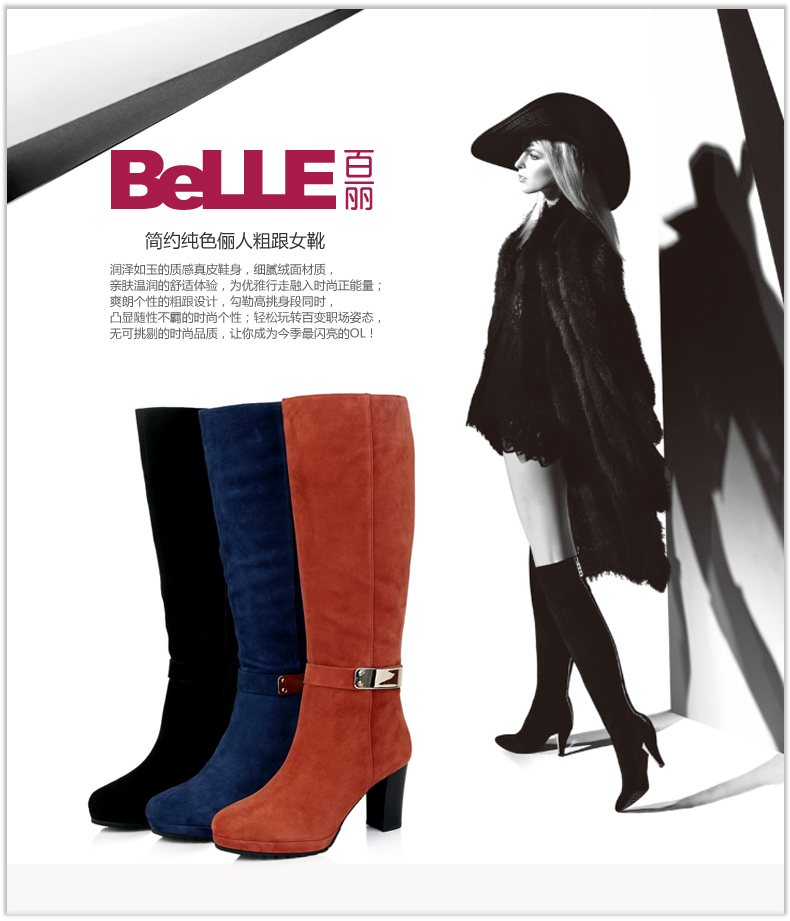 BeLLE 百丽
简约纯色俪人粗跟女靴
润泽如玉的质感真皮鞋身，细腻绒面材质，
亲肤温润的舒适体验，为优雅行走融入时尚正能量；
爽朗个性的粗跟设计，勾勒高挑身段同时，
凸显随性不羁的时尚个性；轻松玩转百变职场姿态，
无可挑剔的时尚品质，让你成为今季最闪亮的OL！